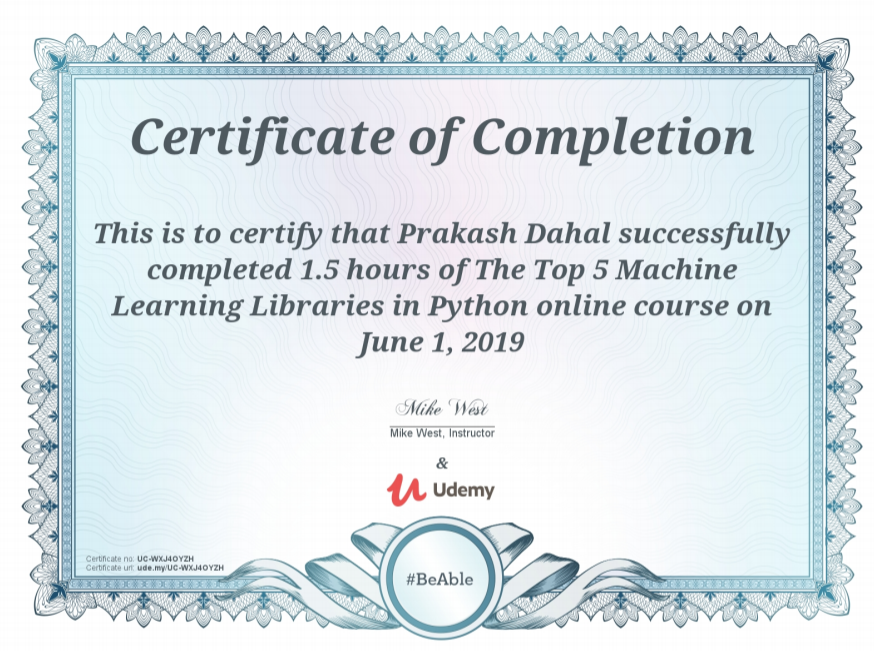 Certificate of Completion
This is to certify that Prakash Dahal successfully
completed 1.5 hours of The Top 5 Machine
Learning Libraries in Python online course on
June 1, 2019
Mike West
Mike West, Instructor
&
Udemy
Certificate no: UC-WXJ4OYZH
Certificate url: ude.my/UC-WXJ4OYZH
#BeAble